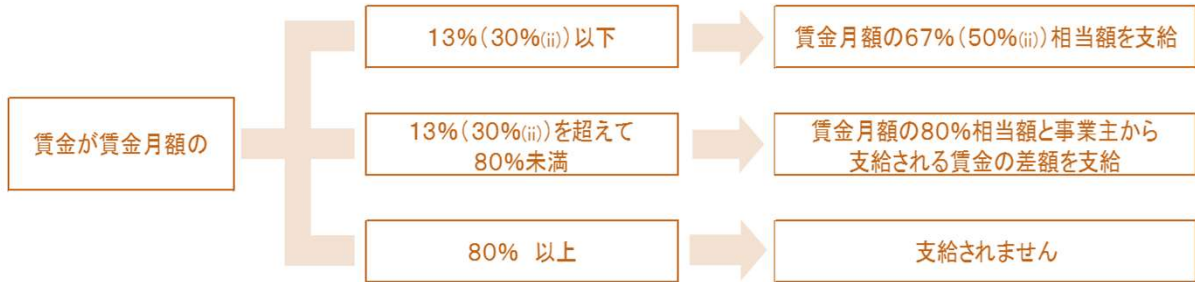 賃金が賃金月額の
13%(30%(ii))以下
賃金月額の67%(50%(ii))相当額を支給
13%(30%(ii))を超えて
80%未満
賃金月額の80%相当額と事業主から
支給される賃金の差額を支給
80% 以上
支給されません